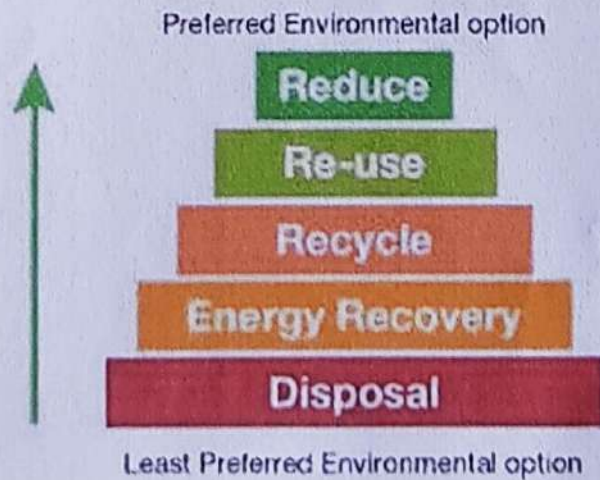 Preferred Environmental option
Reduce
Re-use
Recycle
Energy Recovery
Disposal
Least Preferred Environmental option